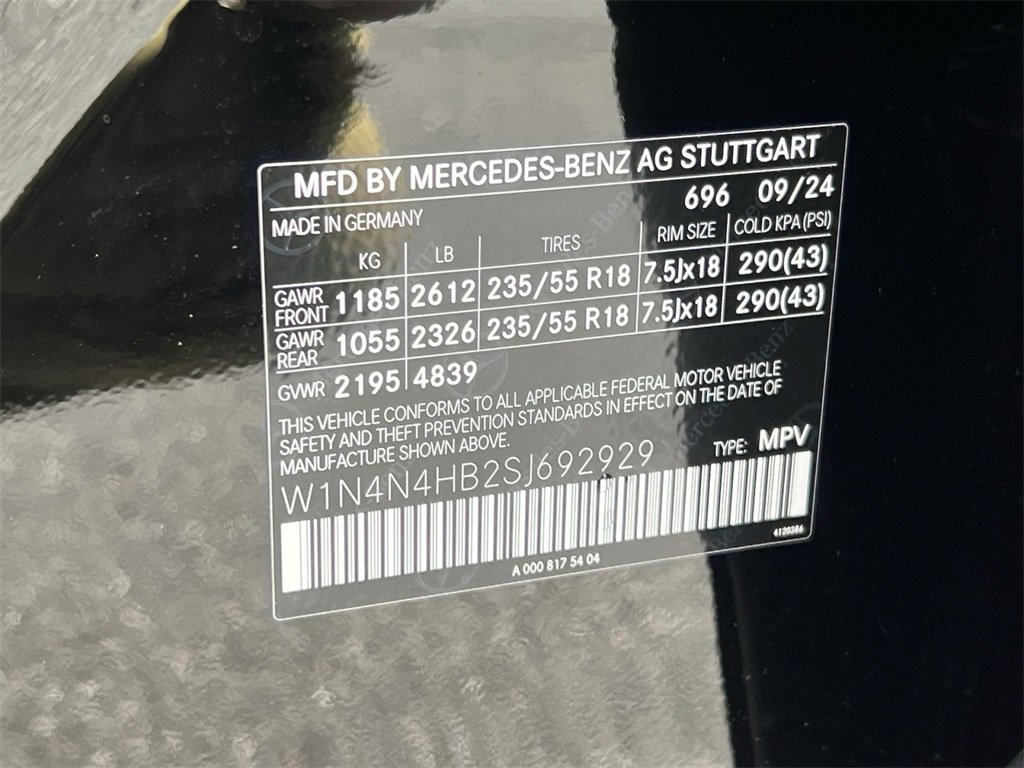 MFD BY MERCEDES-BENZ AG STUTTGART
MADE IN GERMANY 696 09/24
KG LB TIRES RIM SIZE COLD KPA (PSI)
GAWR FRONT 1185 2612 235/55 R18 7.5Jx18 290(43)
GAWR REAR 1055 2326 235/55 R18 7.5Jx18 290(43)
GVWR 2195 4839
THIS VEHICLE CONFORMS TO ALL APPLICABLE FEDERAL MOTOR VEHICLE
SAFETY AND THEFT PREVENTION STANDARDS IN EFFECT ON THE DATE OF
MANUFACTURE SHOWN ABOVE.
TYPE: MPV
W1N4N4HB2SJ692929
4120386
A 000 817 54 04